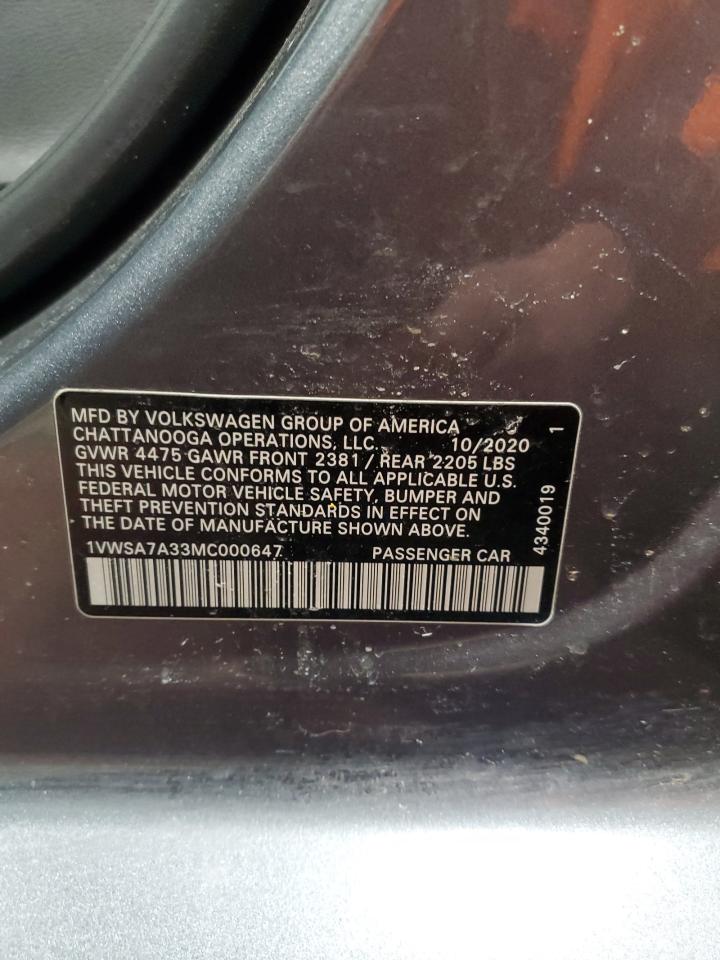 MFD BY VOLKSWAGEN GROUP OF AMERICA
CHATTANOOGA OPERATIONS, LLC. 10/2020 1
GVWR 4475 GAWR FRONT 2381 / REAR 2205 LBS
THIS VEHICLE CONFORMS TO ALL APPLICABLE U.S.
FEDERAL MOTOR VEHICLE SAFETY, BUMPER AND
THEFT PREVENTION STANDARDS IN EFFECT ON
THE DATE OF MANUFACTURE SHOWN ABOVE.
1VWSA7A33MC000647 PASSENGER CAR
4340019